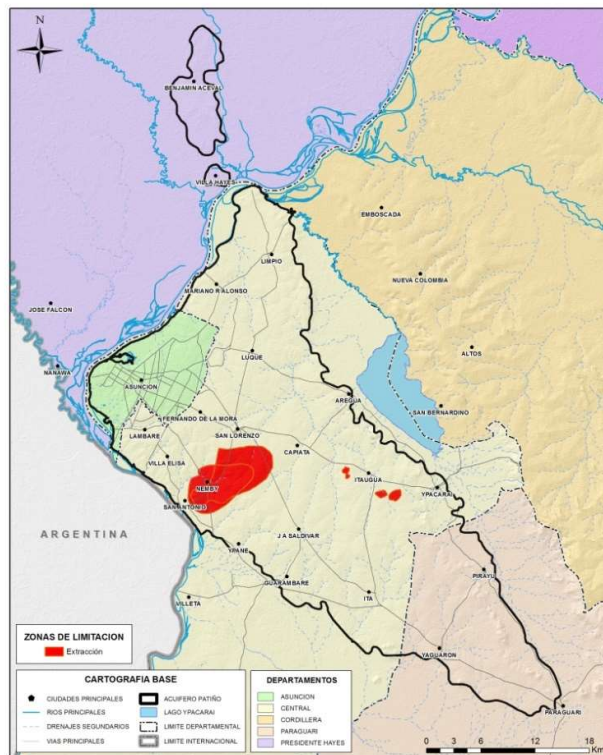 N
BENJAMIN ACEVAL
VILLA HAYES
EMBOSCADA
LIMPIO
NUEVA COLOMBIA
MARIANO R ALONSO
JOSE FALCON
ALTOS
LUQUE
NANAWA
ASUNCION
AREGUA
SAN BERNARDINO
FERNANDO DE LA MORA
LAMBARE
SAN LORENZO
CAPIATA
VILLA ELISA
ITAUGUA
NEMBY
YPACARAI
SAN ANTONIO
ARGENTINA
J A SALDIVAR
YPANE
PIRAYU
GUARAMBARE
VILLETA
ITA
YAGUARON
PARAGUARI
ZONAS DE LIMITACION
Extracción
CARTOGRAFIA BASE
CIUDADES PRINCIPALES
ACUIFERO PATIÑO
RIOS PRINCIPALES
LAGO YPACARAI
DRENAJES SEGUNDARIOS
LIMITE DEPARTAMENTAL
VIAS PRINCIPALES
LIMITE INTERNACIONAL
DEPARTAMENTOS
ASUNCION
CENTRAL
CORDILLERA
PARAGUARI
PRESIDENTE HAYES
0 3 6 12 18
Km